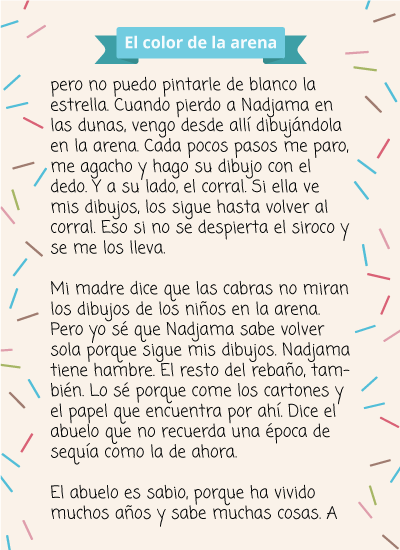 El color de la arena
pero no puedo pintarle de blanco la
estrella. Cuando pierdo a Nadjama en
las dunas, vengo desde allí dibujándola
en la arena. Cada pocos pasos me paro,
me agacho y hago su dibujo con el
dedo. Y a su lado, el corral. Si ella ve
mis dibujos, los sigue hasta volver al
corral. Eso si no se despierta el siroco y
se me los lleva.
Mi madre dice que las cabras no miran
los dibujos de los niños en la arena.
Pero yo sé que Nadjama sabe volver
sola porque sigue mis dibujos. Nadjama
tiene hambre. El resto del rebaño, tam-
bién. Lo sé porque come los cartones y
el papel que encuentra por ahí. Dice el
abuelo que no recuerda una época de
sequía como la de ahora.
El abuelo es sabio, porque ha vivido
muchos años y sabe muchas cosas. A